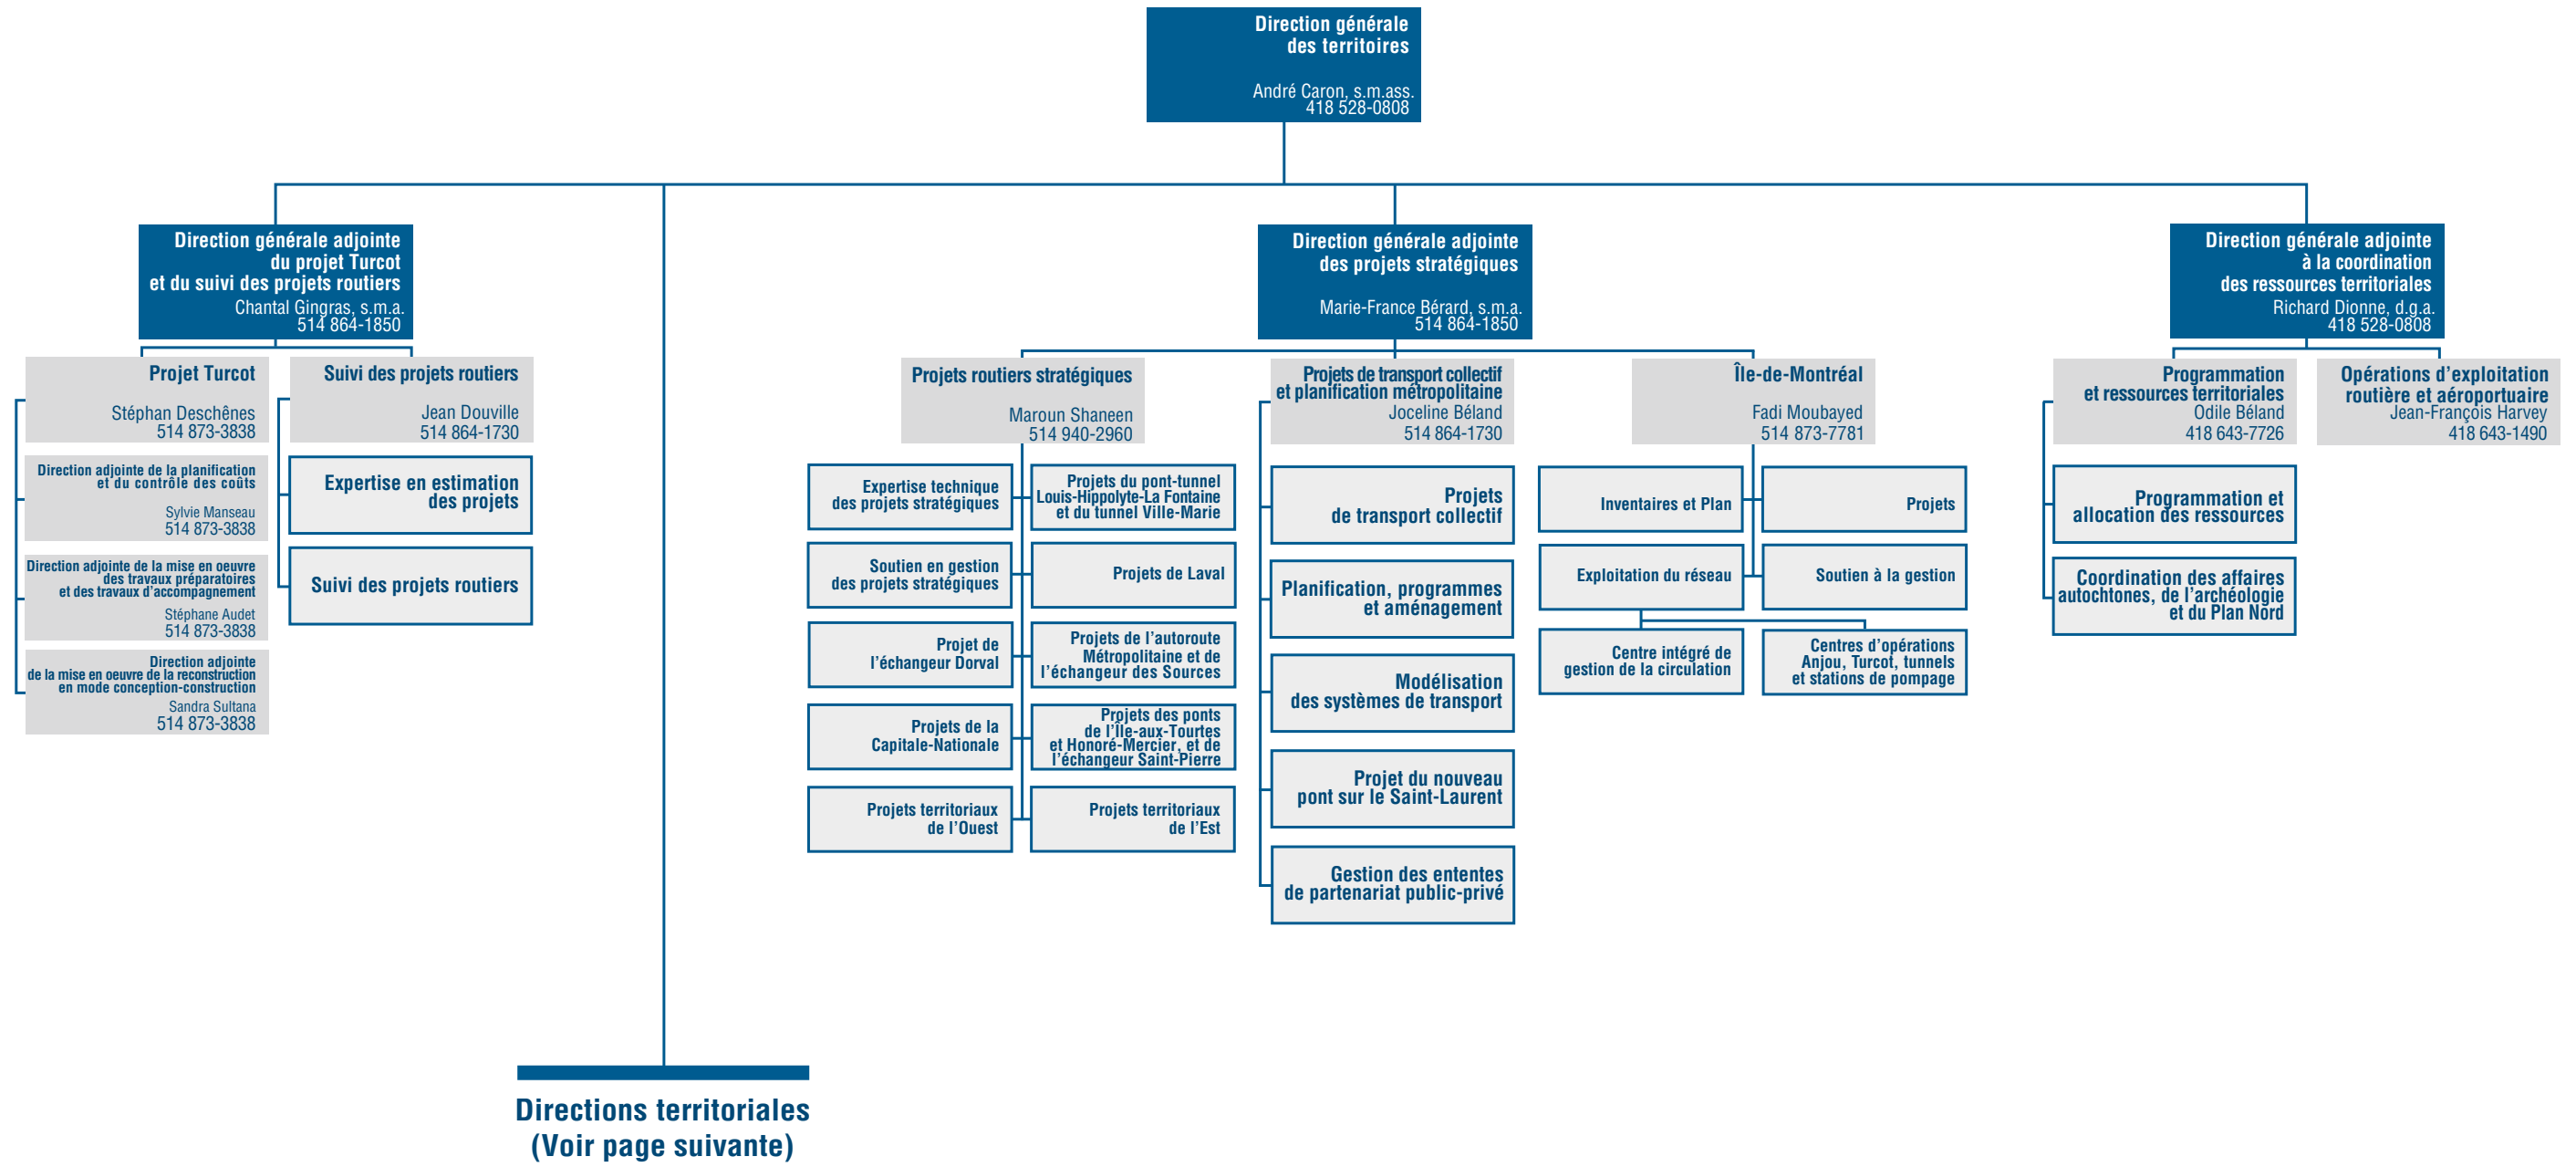 Direction générale
des territoires
André Caron, s.m.ass.
418 528-0808
Direction générale adjointe
du projet Turcot
et du suivi des projets routiers
Chantal Gingras, s.m.a.
514 864-1850
Direction générale adjointe
des projets stratégiques
Marie-France Bérard, s.m.a.
514 864-1850
Direction générale adjointe
à la coordination
des ressources territoriales
Richard Dionne, d.g.a.
418 528-0808
Projet Turcot
Stéphan Deschênes
514 873-3838
Direction adjointe de la planification
et du contrôle des coûts
Sylvie Manseau
514 873-3838
Direction adjointe de la mise en oeuvre
des travaux préparatoires
et des travaux d'accompagnement
Stéphane Audet
514 873-3838
Direction adjointe
de la mise en oeuvre de la reconstruction
en mode conception-construction
Sandra Sultana
514 873-3838
Suivi des projets routiers
Jean Douville
514 864-1730
Expertise en estimation
des projets
Suivi des projets routiers
Projets routiers stratégiques
Maroun Shaneen
514 940-2960
Expertise technique
des projets stratégiques
Projets du pont-tunnel
Louis-Hippolyte-La Fontaine
et du tunnel Ville-Marie
Soutien en gestion
des projets stratégiques
Projets de Laval
Projet de
l'échangeur Dorval
Projets de l'autoroute
Métropolitaine et de
l'échangeur des Sources
Projets de la
Capitale-Nationale
Projets des ponts
de l'Île-aux-Tourtes
et Honoré-Mercier, et de
l'échangeur Saint-Pierre
Projets territoriaux
de l'Ouest
Projets territoriaux
de l'Est
Projets de transport collectif
et planification métropolitaine
Joceline Béland
514 864-1730
Projets
de transport collectif
Planification, programmes
et aménagement
Modélisation
des systèmes de transport
Projet du nouveau
pont sur le Saint-Laurent
Gestion des ententes
de partenariat public-privé
Île-de-Montréal
Fadi Moubayed
514 873-7781
Inventaires et Plan
Projets
Exploitation du réseau
Soutien à la gestion
Centre intégré de
gestion de la circulation
Centres d'opérations
Anjou, Turcot, tunnels
et stations de pompage
Programmation
et ressources territoriales
Odile Béland
418 643-7726
Programmation et
allocation des ressources
Coordination des affaires
autochtones, de l'archéologie
et du Plan Nord
Opérations d'exploitation
routière et aéroportuaire
Jean-François Harvey
418 643-1490
Directions territoriales
(Voir page suivante)